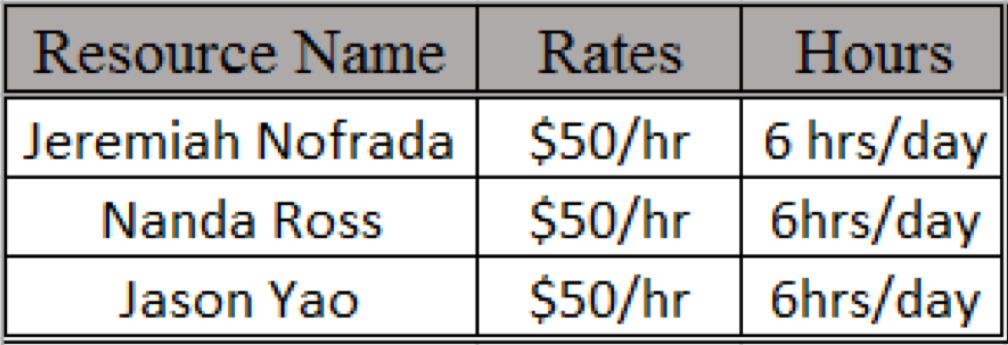 Resource Name Rates Hours
Jeremiah Nofrada $50/hr 6 hrs/day
Nanda Ross $50/hr 6hrs/day
Jason Yao $50/hr 6hrs/day